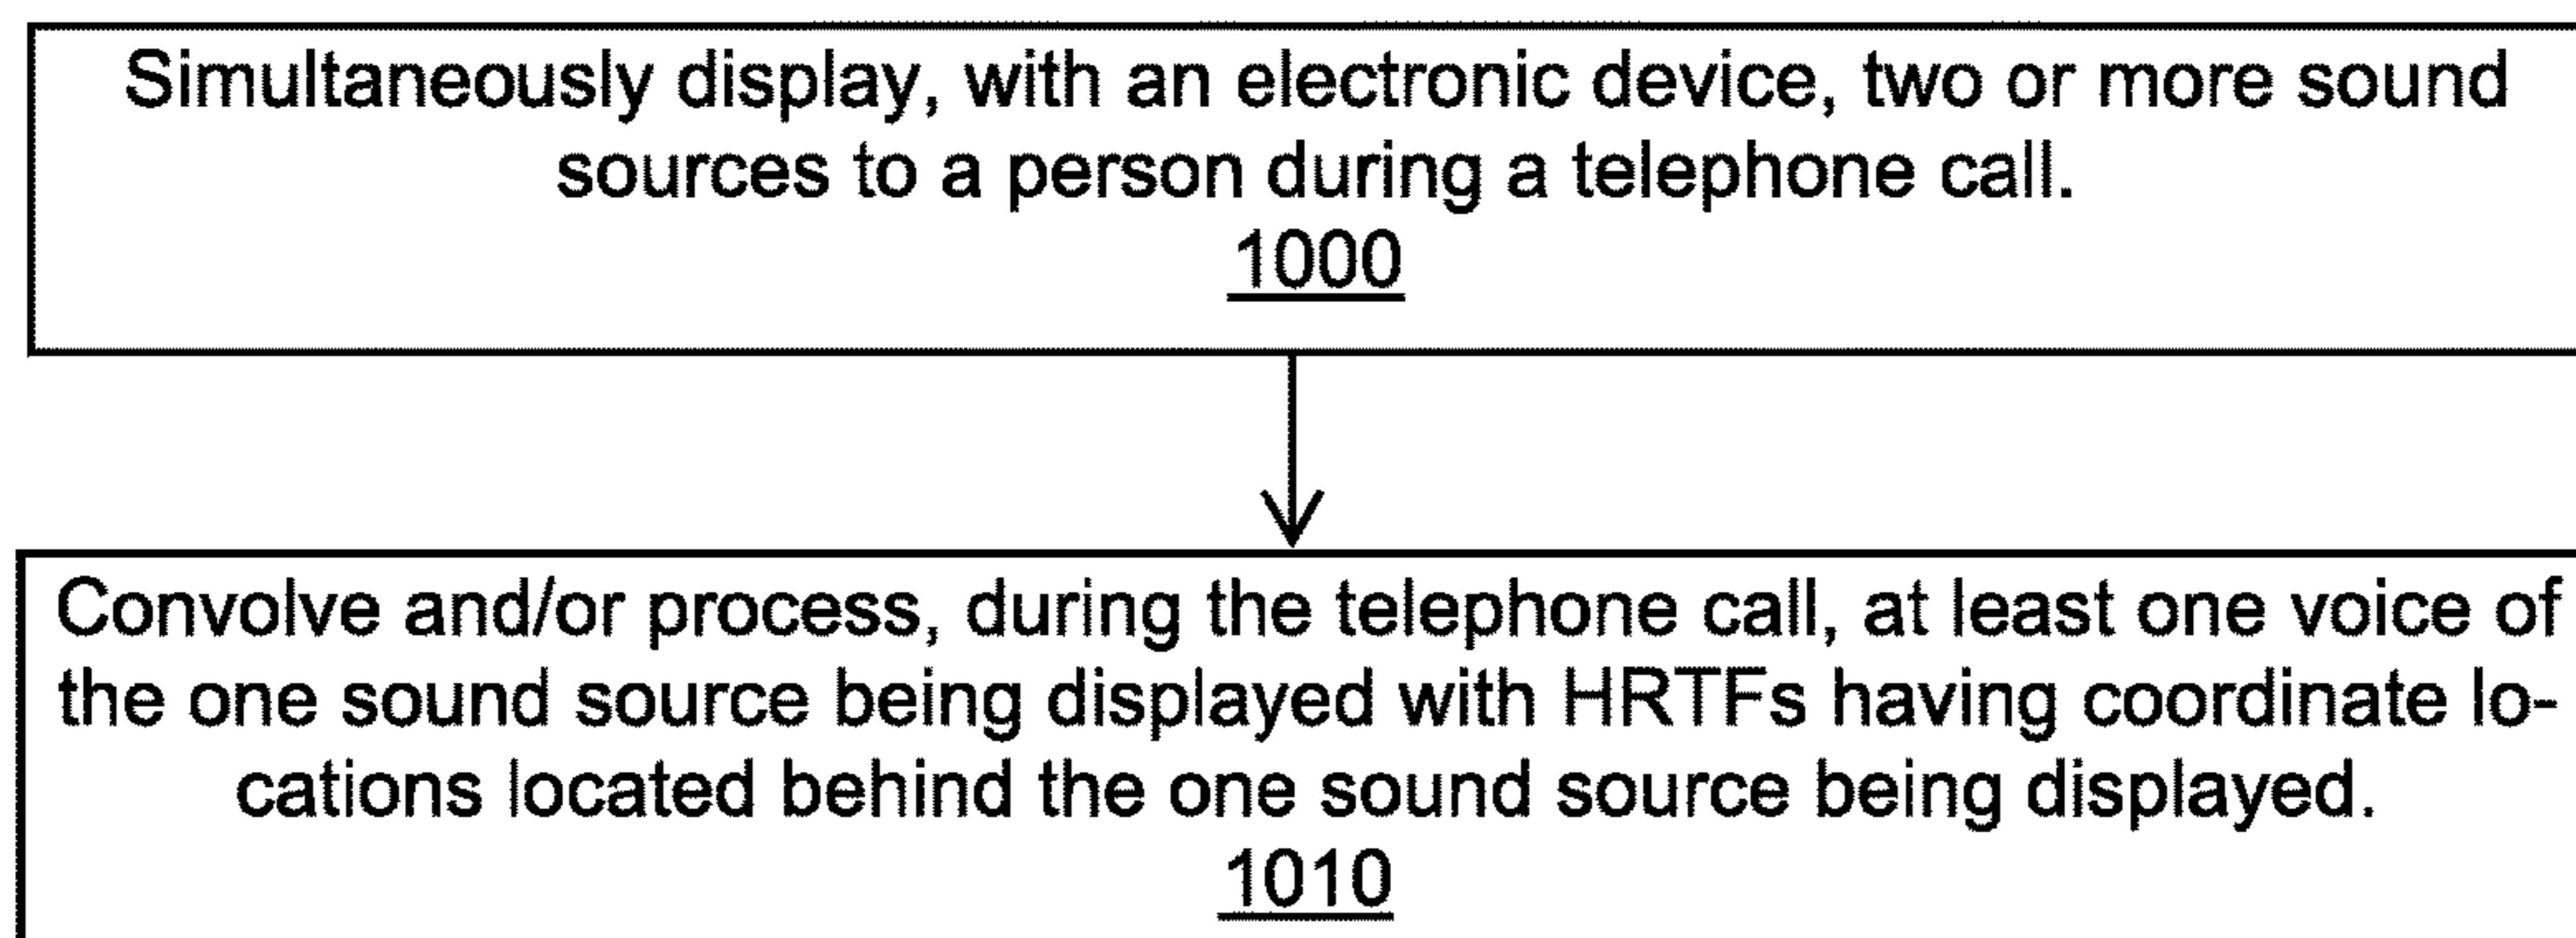 Simultaneously display, with an electronic device, two or more sound
sources to a person during a telephone call.
1000
Convolve and/or process, during the telephone call, at least one voice of
the one sound source being displayed with HRTFs having coordinate lo-
cations located behind the one sound source being displayed.
1010